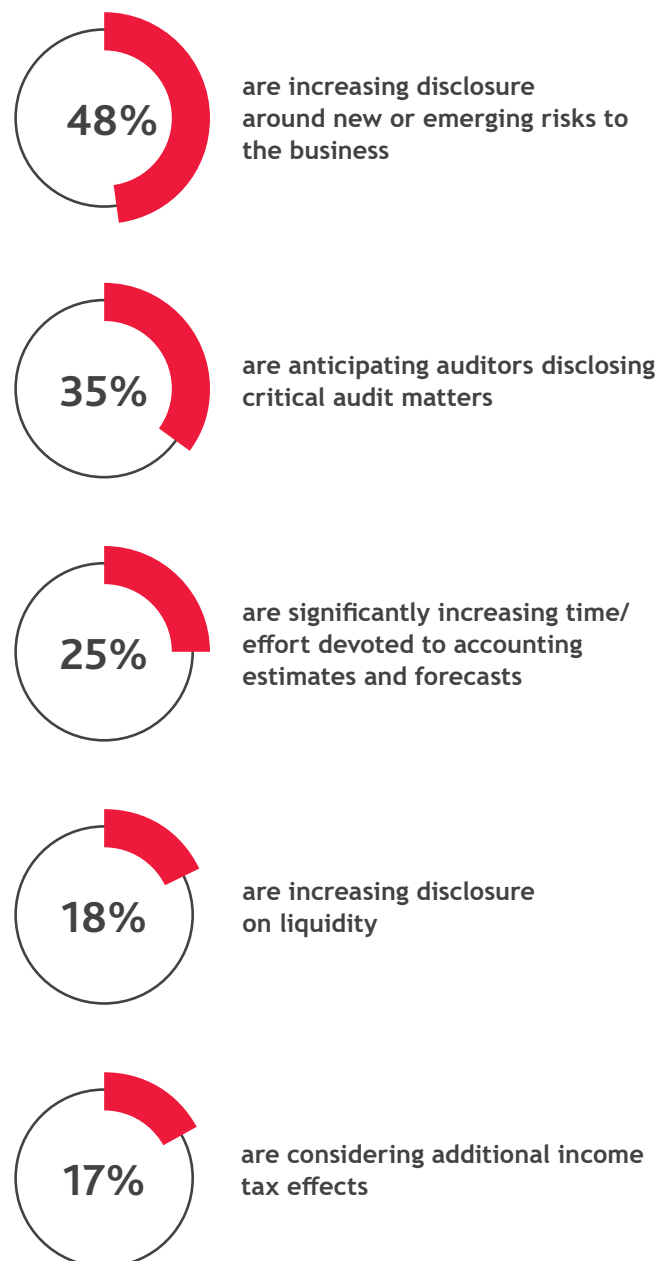 48%
are increasing disclosure
around new or emerging risks to
the business
35%
are anticipating auditors disclosing
critical audit matters
25%
are significantly increasing time/
effort devoted to accounting
estimates and forecasts
18%
are increasing disclosure
on liquidity
17%
are considering additional income
tax effects